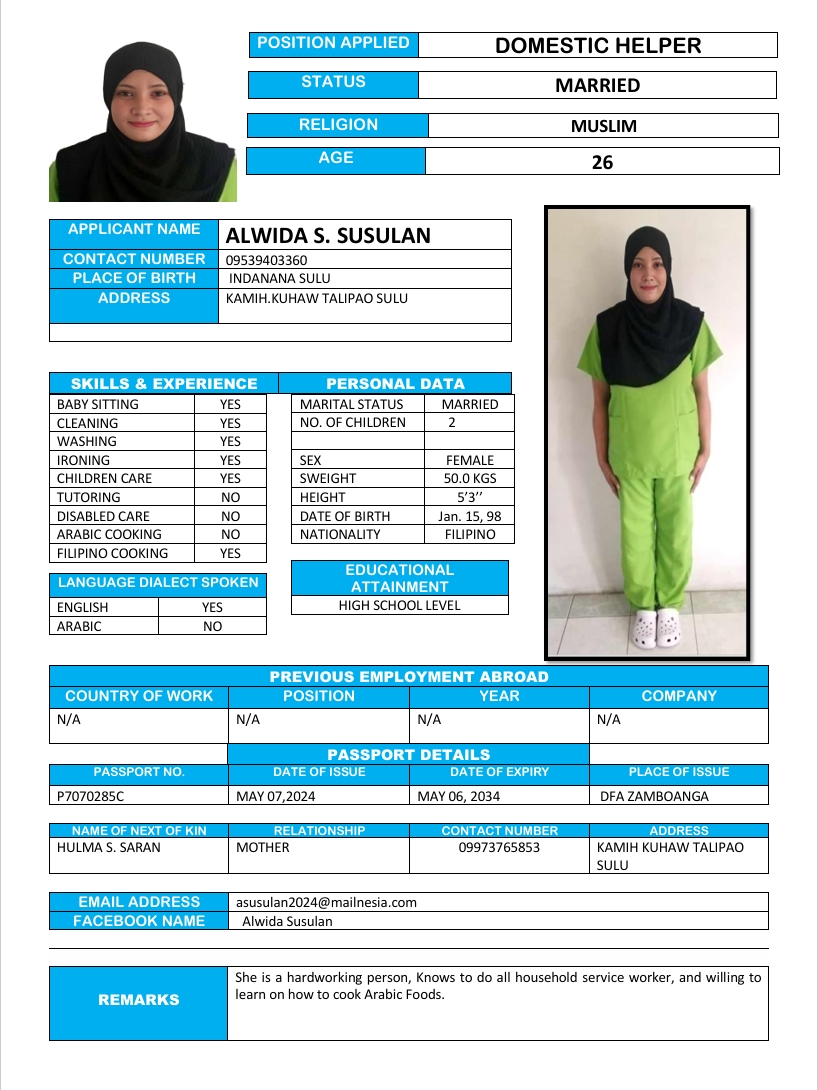 POSITION APPLIED DOMESTIC HELPER
STATUS MARRIED
RELIGION MUSLIM
AGE 26
APPLICANT NAME ALWIDA S. SUSULAN
CONTACT NUMBER 09539403360
PLACE OF BIRTH INDANANA SULU
ADDRESS KAMIH.KUHAW TALIPAO SULU
SKILLS & EXPERIENCE PERSONAL DATA
BABY SITTING YES MARITAL STATUS MARRIED
CLEANING YES NO. OF CHILDREN 2
WASHING YES
IRONING YES SEX FEMALE
CHILDREN CARE YES SWEIGHT 50.0 KGS
TUTORING NO HEIGHT 5’3’’
DISABLED CARE NO DATE OF BIRTH Jan. 15, 98
ARABIC COOKING NO NATIONALITY FILIPINO
FILIPINO COOKING YES
LANGUAGE DIALECT SPOKEN
ENGLISH YES
ARABIC NO
EDUCATIONAL
ATTAINMENT
HIGH SCHOOL LEVEL
PREVIOUS EMPLOYMENT ABROAD
COUNTRY OF WORK POSITION YEAR COMPANY
N/A N/A N/A N/A
PASSPORT DETAILS
PASSPORT NO. DATE OF ISSUE DATE OF EXPIRY PLACE OF ISSUE
P7070285C MAY 07,2024 MAY 06, 2034 DFA ZAMBOANGA
NAME OF NEXT OF KIN RELATIONSHIP CONTACT NUMBER ADDRESS
HULMA S. SARAN MOTHER 09973765853 KAMIH KUHAW TALIPAO
SULU
EMAIL ADDRESS asusulan2024@mailnesia.com
FACEBOOK NAME Alwida Susulan
REMARKS She is a hardworking person, Knows to do all household service worker, and willing to
learn on how to cook Arabic Foods.